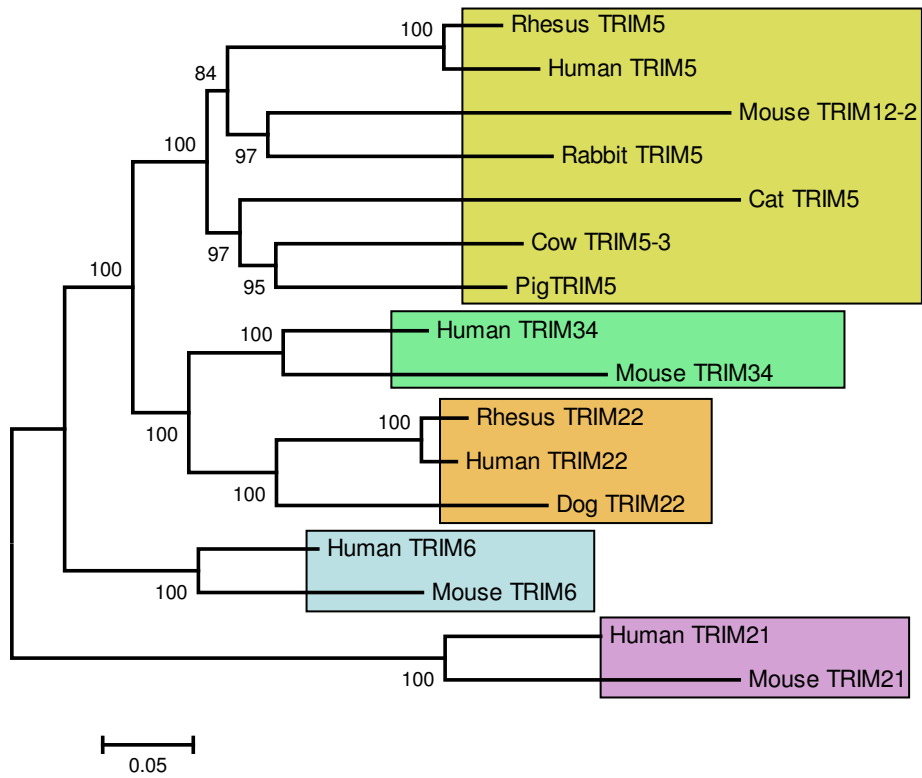 100
Rhesus TRIM5
Human TRIM5
84
Mouse TRIM12-2
100
97
Rabbit TRIM5
Cat TRIM5
97
Cow TRIM5-3
100
95
PigTRIM5
100
Human TRIM34
Mouse TRIM34
100
100
Rhesus TRIM22
Human TRIM22
100
Dog TRIM22
Human TRIM6
100
Mouse TRIM6
Human TRIM21
100
Mouse TRIM21
0.05